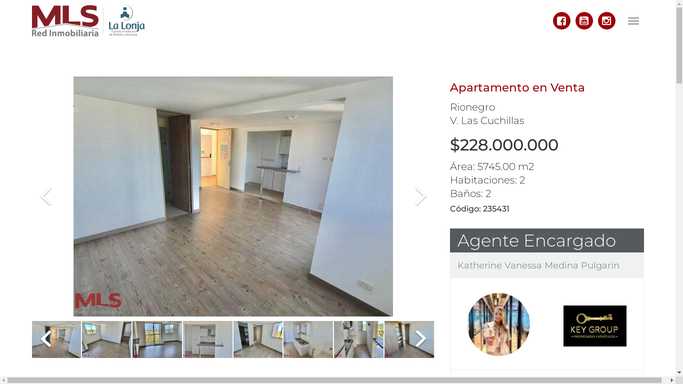 MLS
Red Inmobiliaria
La Lonja
Apartamento en Venta
Rionegro
V. Las Cuchillas
$228.000.000
Área: 5745.00 m2
Habitaciones: 2
Baños: 2
Código: 235431
Agente Encargado
Katherine Vanessa Medina Pulgarin
MLS
KEY GROUP